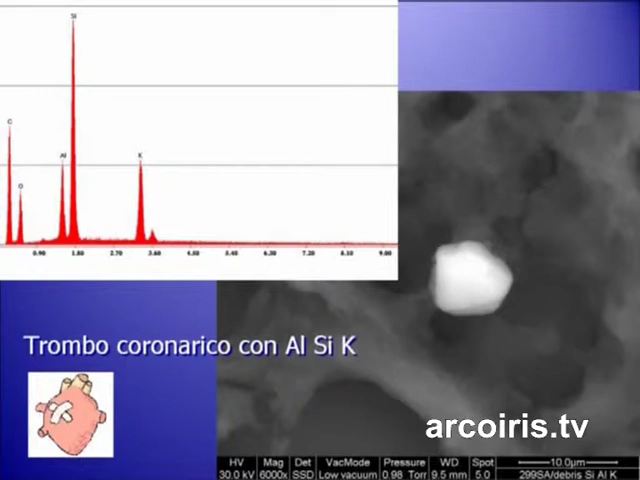 Si
C
Al
K
O
0.90 1.80 2.70 3.60 4.50 5.40 6.30 7.20 8.10 9.00
Trombo coronarico con Al Si K
arcoiris.tv
HV Mag Det VacMode Pressure WD Spot 10.0µm
30.0 kV 6000x SSD Low vacuum 0.98 Torr 9.5 mm 5.0 299SA/debris Si Al K